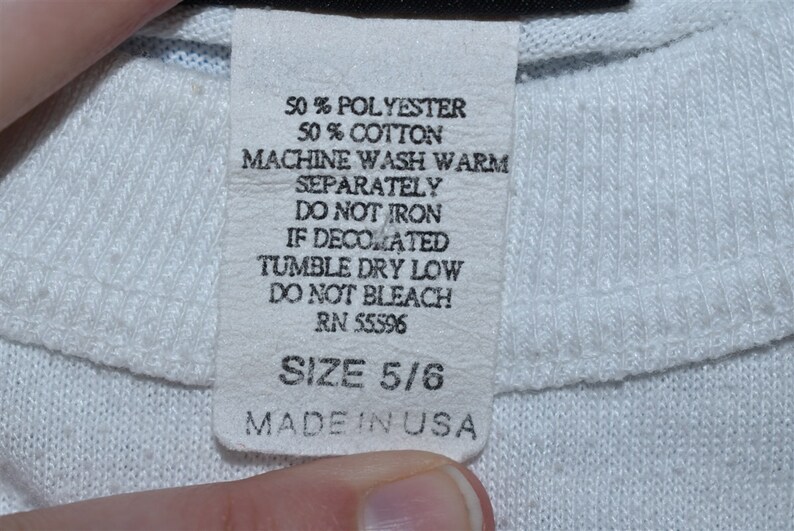 50 % POLYESTER
50 % COTTON
MACHINE WASH WARM
SEPARATELY
DO NOT IRON
IF DECORATED
TUMBLE DRY LOW
DO NOT BLEACH
RN 55596
SIZE 5/6
MADE IN USA